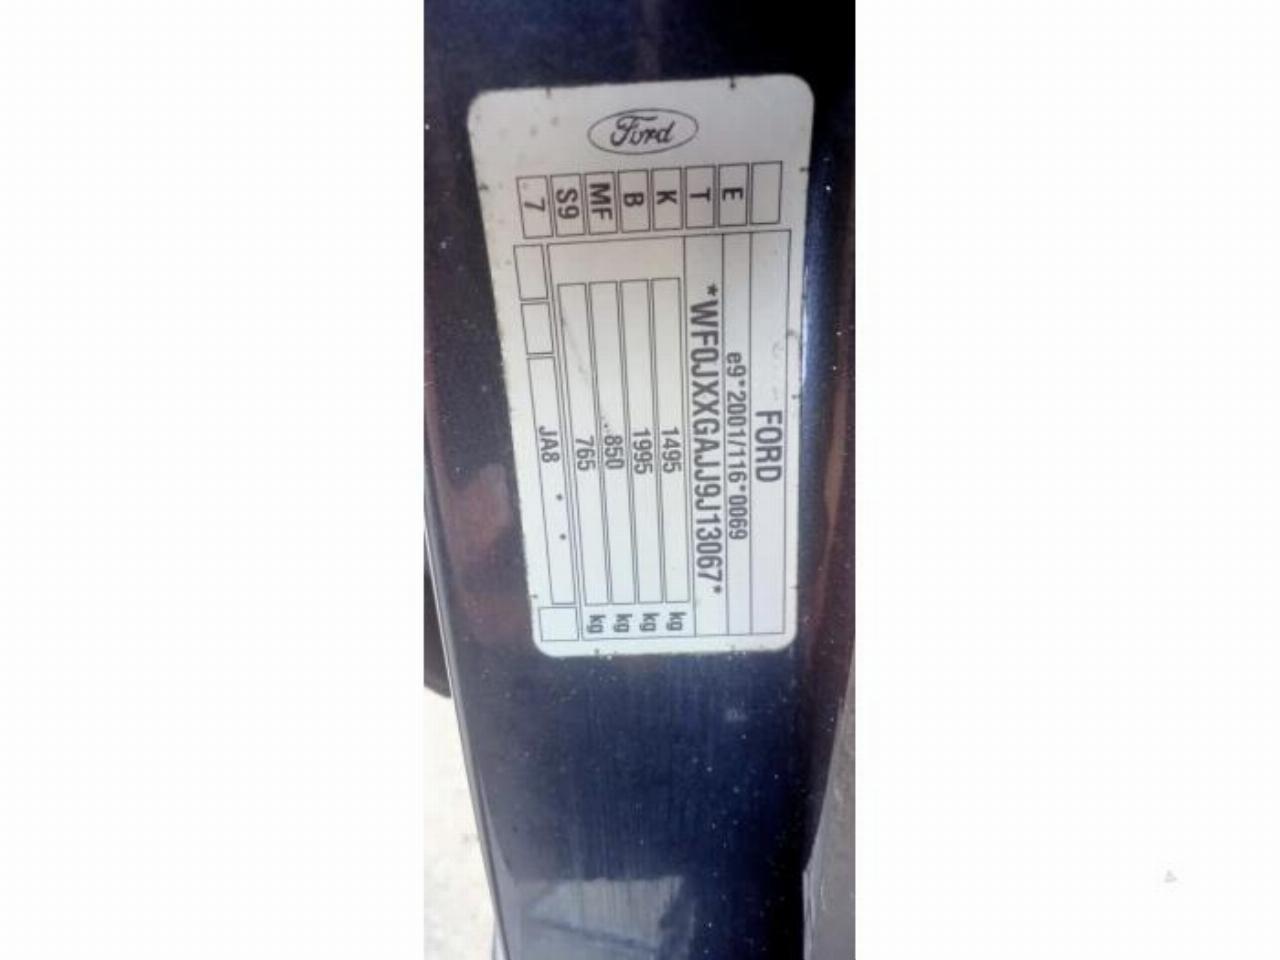 Ford
FORD
e9*2001/116*0069
*WF0JXXGAJJ9J13067*
1495 kg
1995 kg
850 kg
765 kg
JA8 * *
E
T
K
B
MF
S9
7